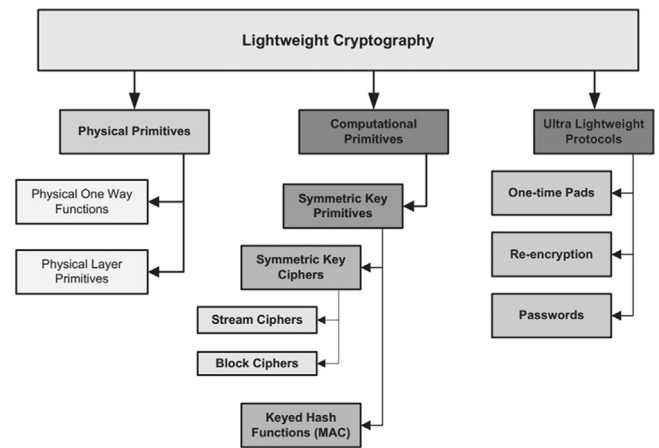 Lightweight Cryptography
Physical Primitives
Computational
Primitives
Ultra Lightweight
Protocols
Physical One Way
Functions
Physical Layer
Primitives
Symmetric Key
Primitives
Symmetric Key
Ciphers
Stream Ciphers
Block Ciphers
Keyed Hash
Functions (MAC)
One-time Pads
Re-encryption
Passwords